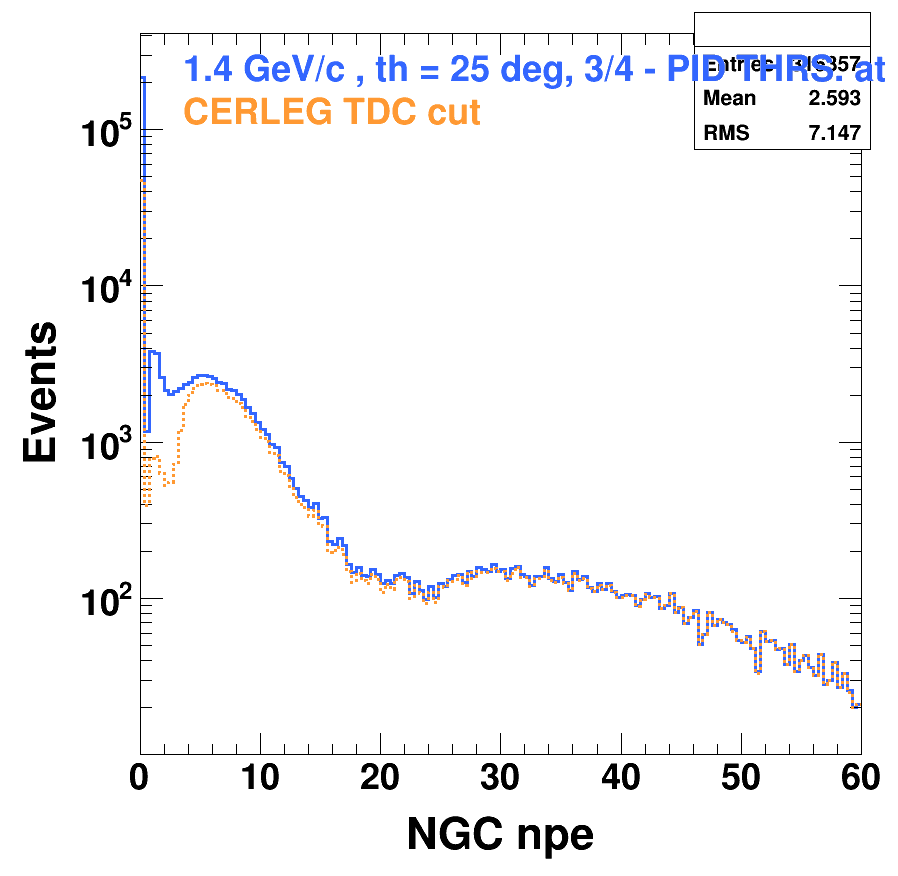 1.4 GeV/c , th = 25 deg, 3/4 - PID THRS. at
CERLEG TDC cut
Entries
Mean 2.593
RMS 7.147
10^5
10^4
10^3
10^2
Events
0 10 20 30 40 50 60
NGC npe